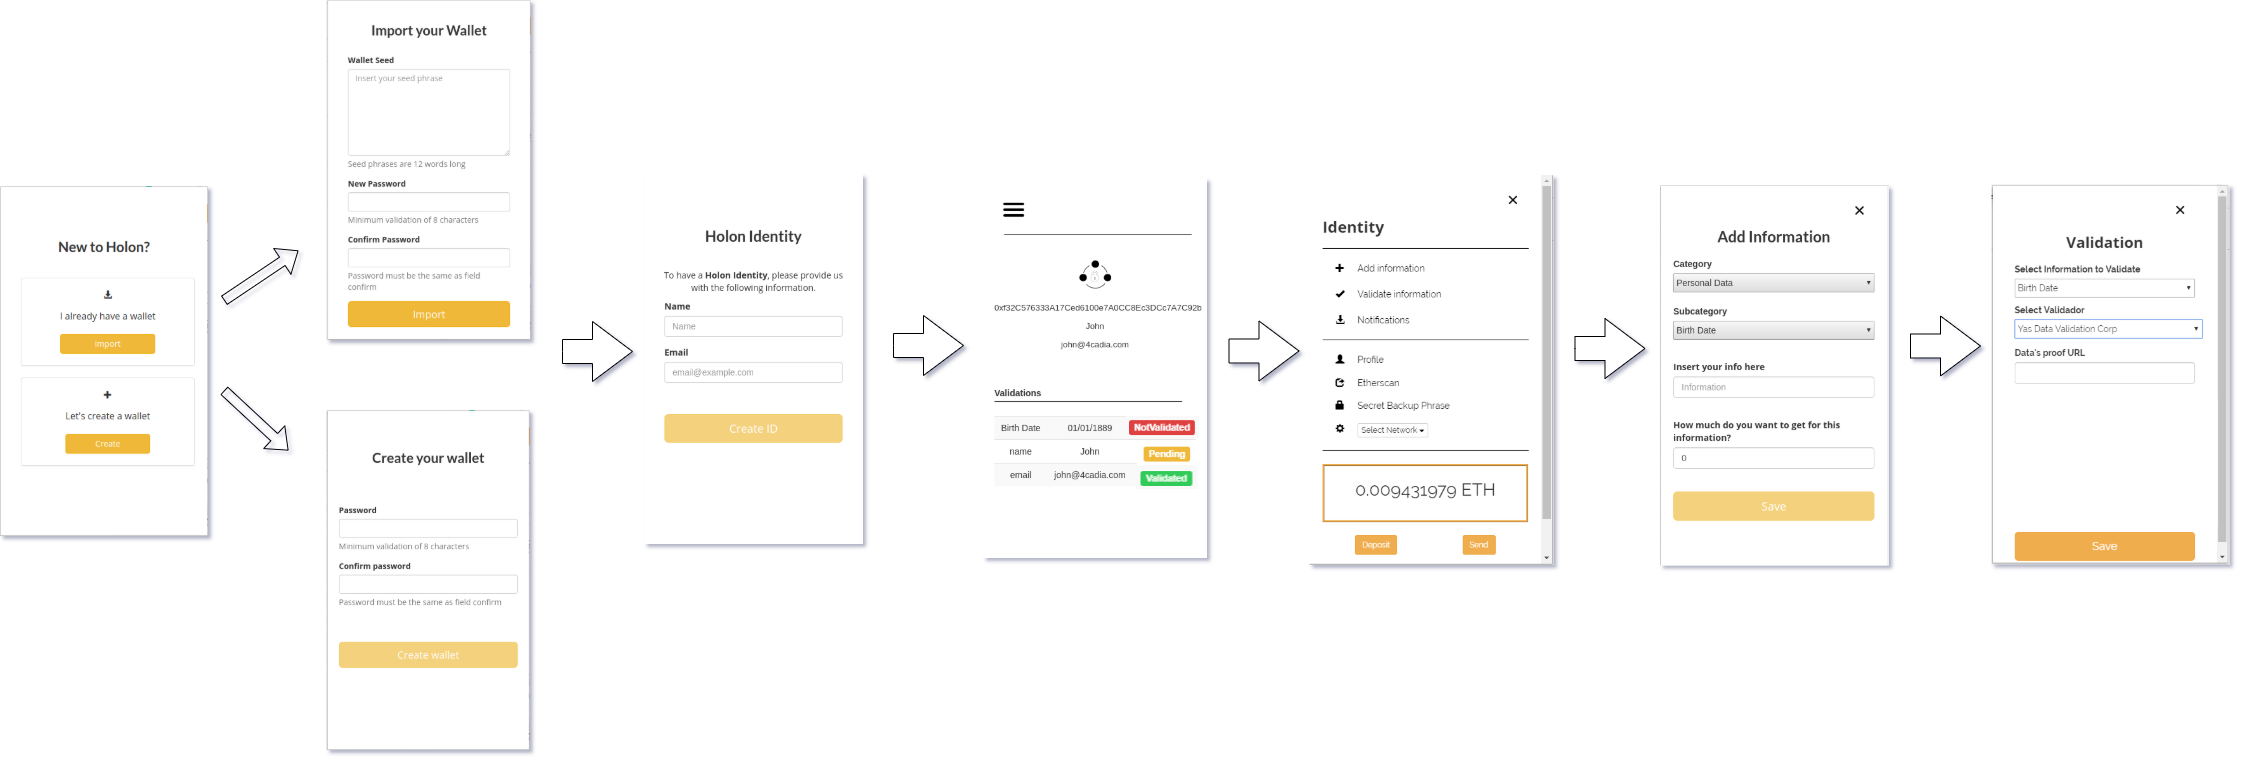 New to Holon?
I already have a wallet
Import
Let's create a wallet
Create
Import your Wallet
Wallet Seed
Insert your seed phrase
Seed phrases are 12 words long
New Password
Minimum validation of 8 characters
Confirm Password
Password must be the same as field
confirm
Import
Create your wallet
Password
Minimum validation of 8 characters
Confirm password
Password must be the same as field confirm
Create wallet
Holon Identity
To have a Holon Identity, please provide us
with the following information.
Name
Name
Email
email@example.com
Create ID
0xf32C576333A17Ced6100e7A0CC8Ec3DCc7A7C92b
John
john@4cadia.com
Validations
Birth Date 01/01/1889 NotValidated
name John Pending
email john@4cadia.com Validated
Identity
Add information
Validate information
Notifications
Profile
Etherscan
Secret Backup Phrase
Select Network
0.009431979 ETH
Deposit Send
Add Information
Category
Personal Data
Subcategory
Birth Date
Insert your info here
Information
How much do you want to get for this
information?
0
Save
Validation
Select Information to Validate
Birth Date
Select Validador
Yas Data Validation Corp
Data's proof URL
Save